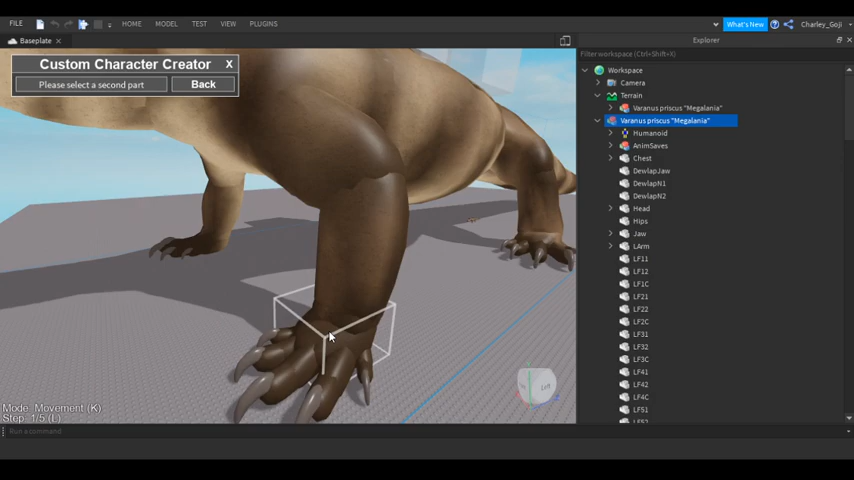 FILE HOME MODEL TEST VIEW PLUGINS What's New Charley_Goji
Baseplate × Explorer
Custom Character Creator X
Please select a second part Back
Filter workspace (Ctrl+Shift+X)
Workspace
Camera
Terrain
Varanus priscus "Megalania"
Varanus priscus "Megalania"
Humanoid
AnimSaves
Chest
DewlapJaw
DewlapN1
DewlapN2
Head
Hips
Jaw
LArm
LF11
LF12
LF1C
LF21
LF22
LF2C
LF31
LF32
LF3C
LF41
LF42
LF4C
LF51
LF52
Left
Mode: Movement (K)
Step: 1/5 (L)
Run a command